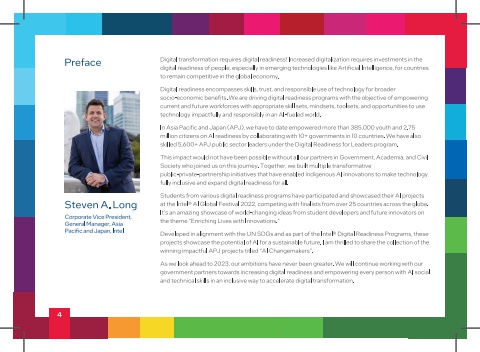 Preface
Steven A. Long
Corporate Vice President,
General Manager, Asia
Pacific and Japan, Intel
Digital transformation requires digital readiness! Increased digitalization requires investments in the
digital readiness of people, especially in emerging technologies like Artificial Intelligence, for countries
to remain competitive in the global economy.
Digital readiness encompasses skills, trust, and responsible use of technology for broader
socio-economic benefits. We are driving digital readiness programs with the objective of empowering
current and future workforces with appropriate skill sets, mindsets, toolsets, and opportunities to use
technology impactfully and responsibly in an AI-fueled world.
In Asia Pacific and Japan (APJ), we have to date empowered more than 385,000 youth and 2.75
million citizens on AI readiness by collaborating with 10+ governments in 10 countries. We have also
skilled 5,600+ APJ public sector leaders under the Digital Readiness for Leaders program.
This impact would not have been possible without all our partners in Government, Academia, and Civil
Society who joined us on this journey. Together, we built multiple transformative
public-private-partnership initiatives that have enabled indigenous AI innovations to make technology
fully inclusive and expand digital readiness for all.
Students from various digital readiness programs have participated and showcased their AI projects
at the Intel® AI Global Festival 2022, competing with finalists from over 25 countries across the globe.
It's an amazing showcase of world-changing ideas from student developers and future innovators on
the theme "Enriching Lives with Innovations."
Developed in alignment with the UN SDGs and as part of the Intel® Digital Readiness Programs, these
projects showcase the potential of AI for a sustainable future. I am thrilled to share the collection of the
winning impactful APJ projects titled "AI Changemakers".
As we look ahead to 2023, our ambitions have never been greater. We will continue working with our
government partners towards increasing digital readiness and empowering every person with AI social
and technical skills in an inclusive way to accelerate digital transformation.
4